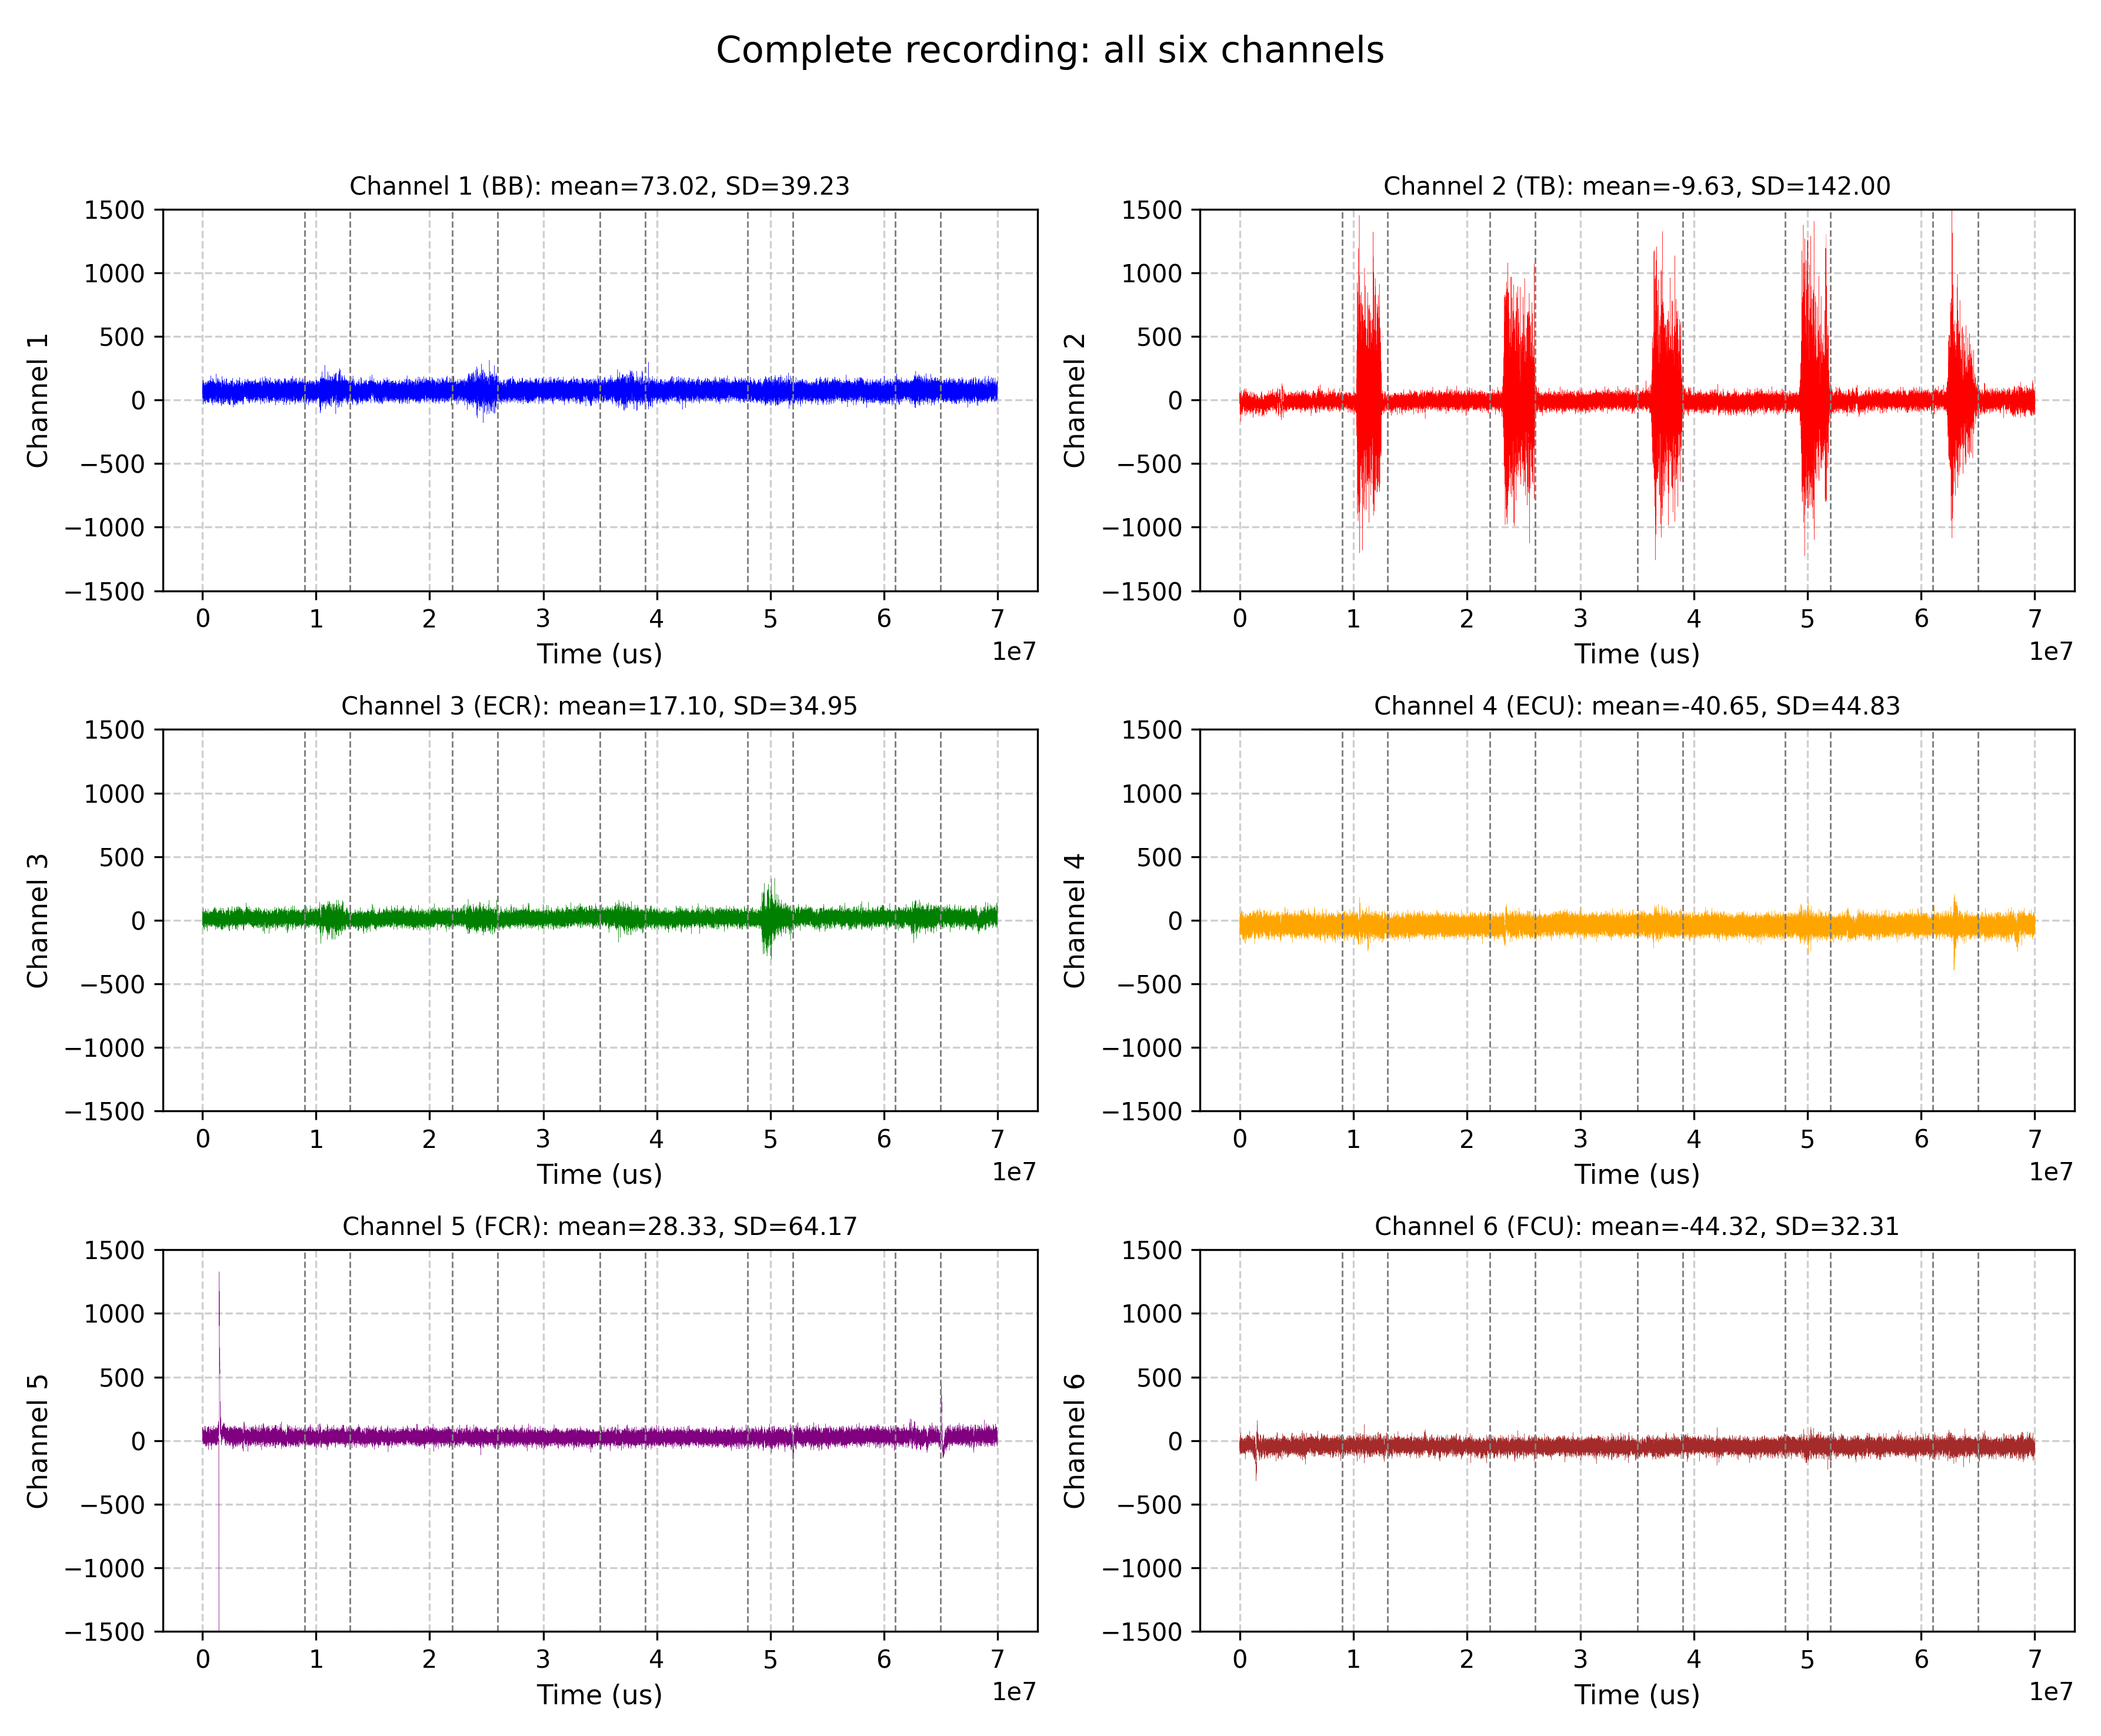 Complete recording: all six channels
Channel 1 (BB): mean=73.02, SD=39.23
1500
1000
500
0
−500
−1000
−1500
Channel 1
0 1 2 3 4 5 6 7
Time (us)
1e7
Channel 2 (TB): mean=-9.63, SD=142.00
1500
1000
500
0
−500
−1000
−1500
Channel 2
0 1 2 3 4 5 6 7
Time (us)
1e7
Channel 3 (ECR): mean=17.10, SD=34.95
1500
1000
500
0
−500
−1000
−1500
Channel 3
0 1 2 3 4 5 6 7
Time (us)
1e7
Channel 4 (ECU): mean=-40.65, SD=44.83
1500
1000
500
0
−500
−1000
−1500
Channel 4
0 1 2 3 4 5 6 7
Time (us)
1e7
Channel 5 (FCR): mean=28.33, SD=64.17
1500
1000
500
0
−500
−1000
−1500
Channel 5
0 1 2 3 4 5 6 7
Time (us)
1e7
Channel 6 (FCU): mean=-44.32, SD=32.31
1500
1000
500
0
−500
−1000
−1500
Channel 6
0 1 2 3 4 5 6 7
Time (us)
1e7